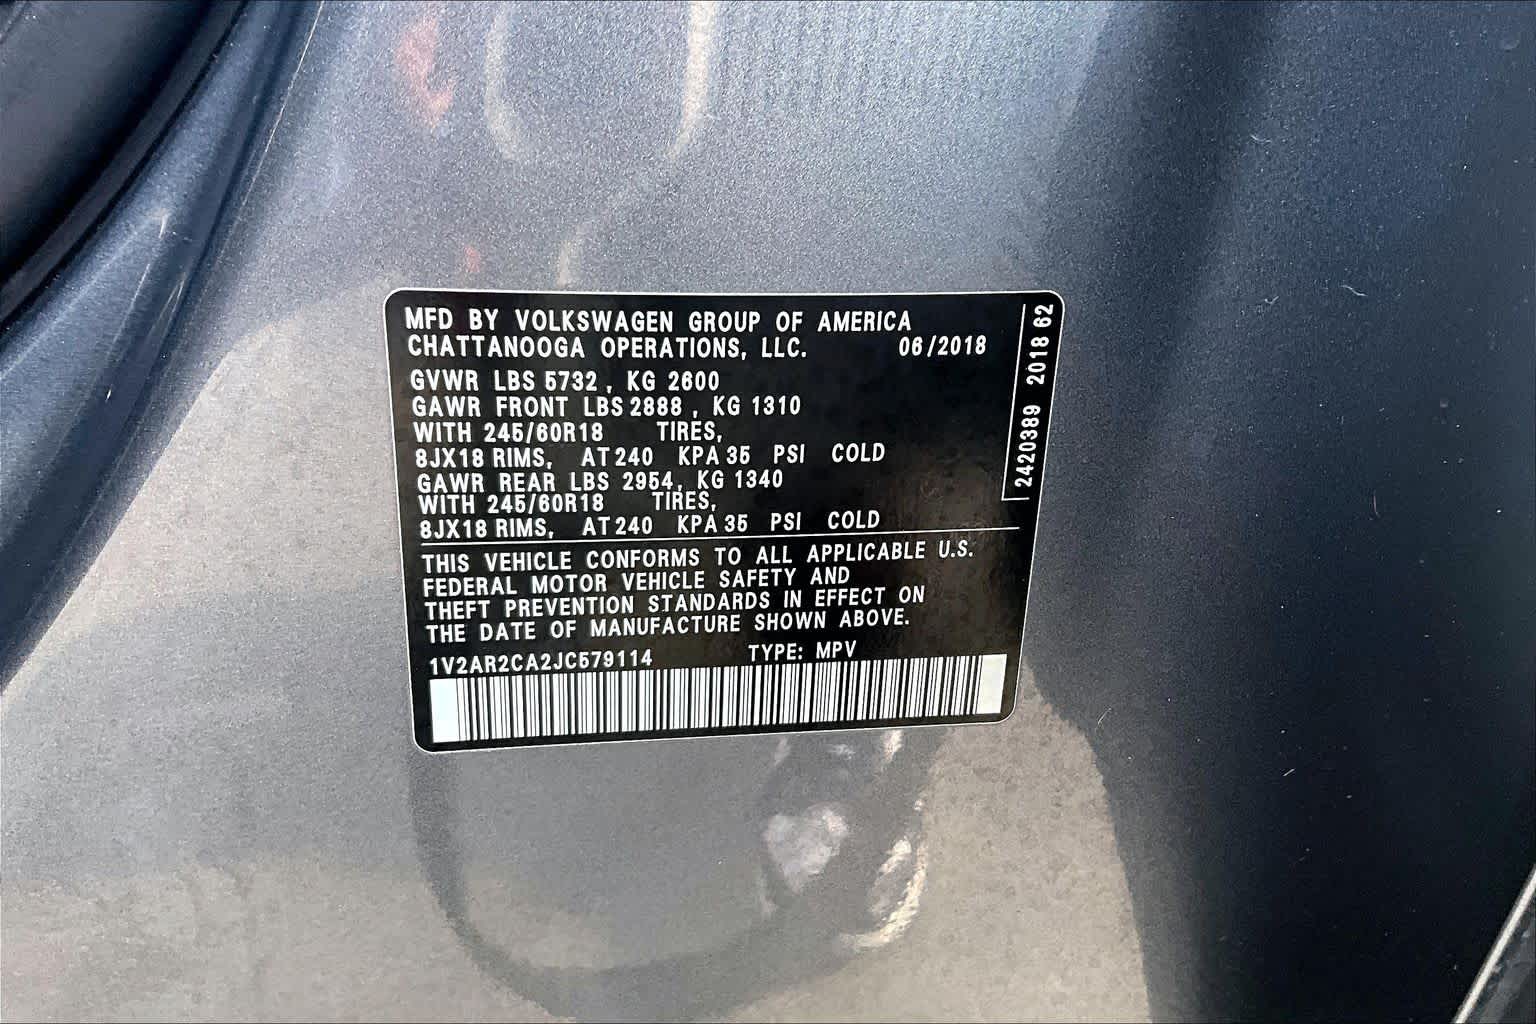 MFD BY VOLKSWAGEN GROUP OF AMERICA
CHATTANOOGA OPERATIONS, LLC. 06/2018
GVWR LBS 5732 , KG 2600
GAWR FRONT LBS 2888 , KG 1310
WITH 245/60R18 TIRES,
8JX18 RIMS, AT 240 KPA 35 PSI COLD
GAWR REAR LBS 2954, KG 1340
WITH 245/60R18 TIRES,
8JX18 RIMS, AT 240 KPA 35 PSI COLD
THIS VEHICLE CONFORMS TO ALL APPLICABLE U.S.
FEDERAL MOTOR VEHICLE SAFETY AND
THEFT PREVENTION STANDARDS IN EFFECT ON
THE DATE OF MANUFACTURE SHOWN ABOVE.
1V2AR2CA2JC579114 TYPE: MPV
2420389 2018 62